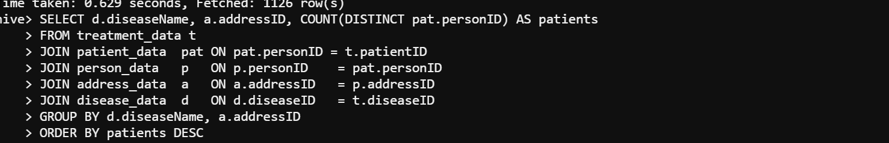 ime taken: 0.629 seconds, Fetched: 1126 row(s)
hive> SELECT d.diseaseName, a.addressID, COUNT(DISTINCT pat.personID) AS patients
    > FROM treatment_data t
    > JOIN patient_data  pat ON pat.personID = t.patientID
    > JOIN person_data   p   ON p.personID    = pat.personID
    > JOIN address_data  a   ON a.addressID   = p.addressID
    > JOIN disease_data  d   ON d.diseaseID   = t.diseaseID
    > GROUP BY d.diseaseName, a.addressID
    > ORDER BY patients DESC